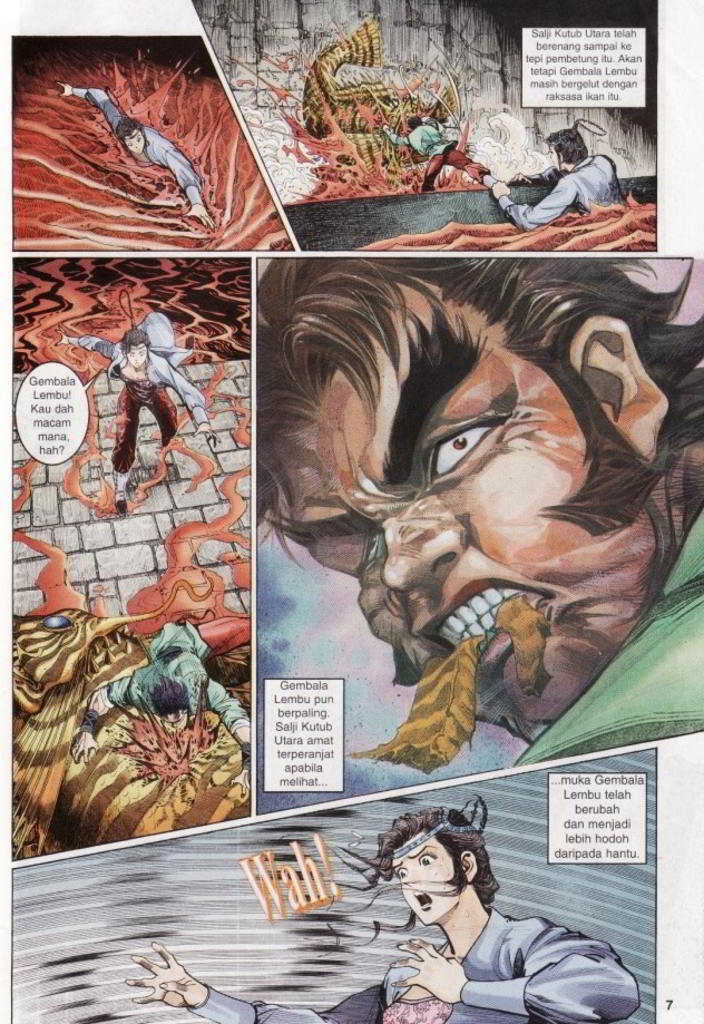 Salji Kutub Utara telah
berenang sampai ke
tepi pembetung itu. Akan
tetapi Gembala Lembu
masih bergelut dengan
raksasa ikan itu.
Gembala
Lembu!
Kau dah
macam
mana,
hah?
Gembala
Lembu pun
berpaling.
Salji Kutub
Utara amat
terperanjat
apabila
melihat...
...muka Gembala
Lembu telah
berubah
dan menjadi
lebih hodoh
daripada hantu.
Wah!
7